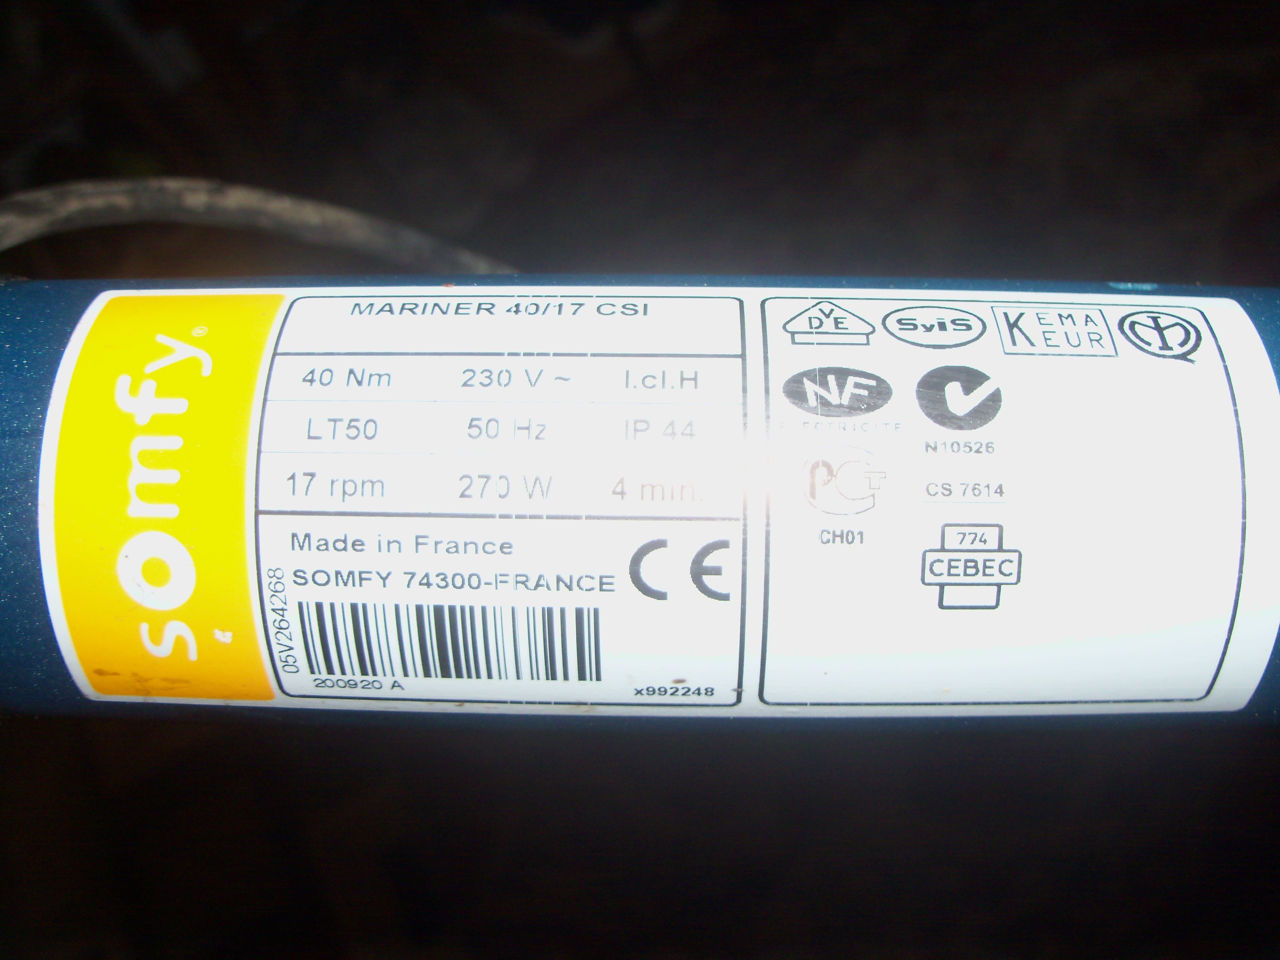 somfy®
MARINER 40/17 CSI
40 Nm 230 V ~ I.cl.H
LT50 50 Hz IP 44
17 rpm 270 W 4 min.
Made in France
SOMFY 74300-FRANCE
CE
05V264268
200920 A
x992248
VDE
SyiS
KEMA
KEUR
NF
ELECTRICITE
N10526
CS 7614
CH01
774
CEBEC